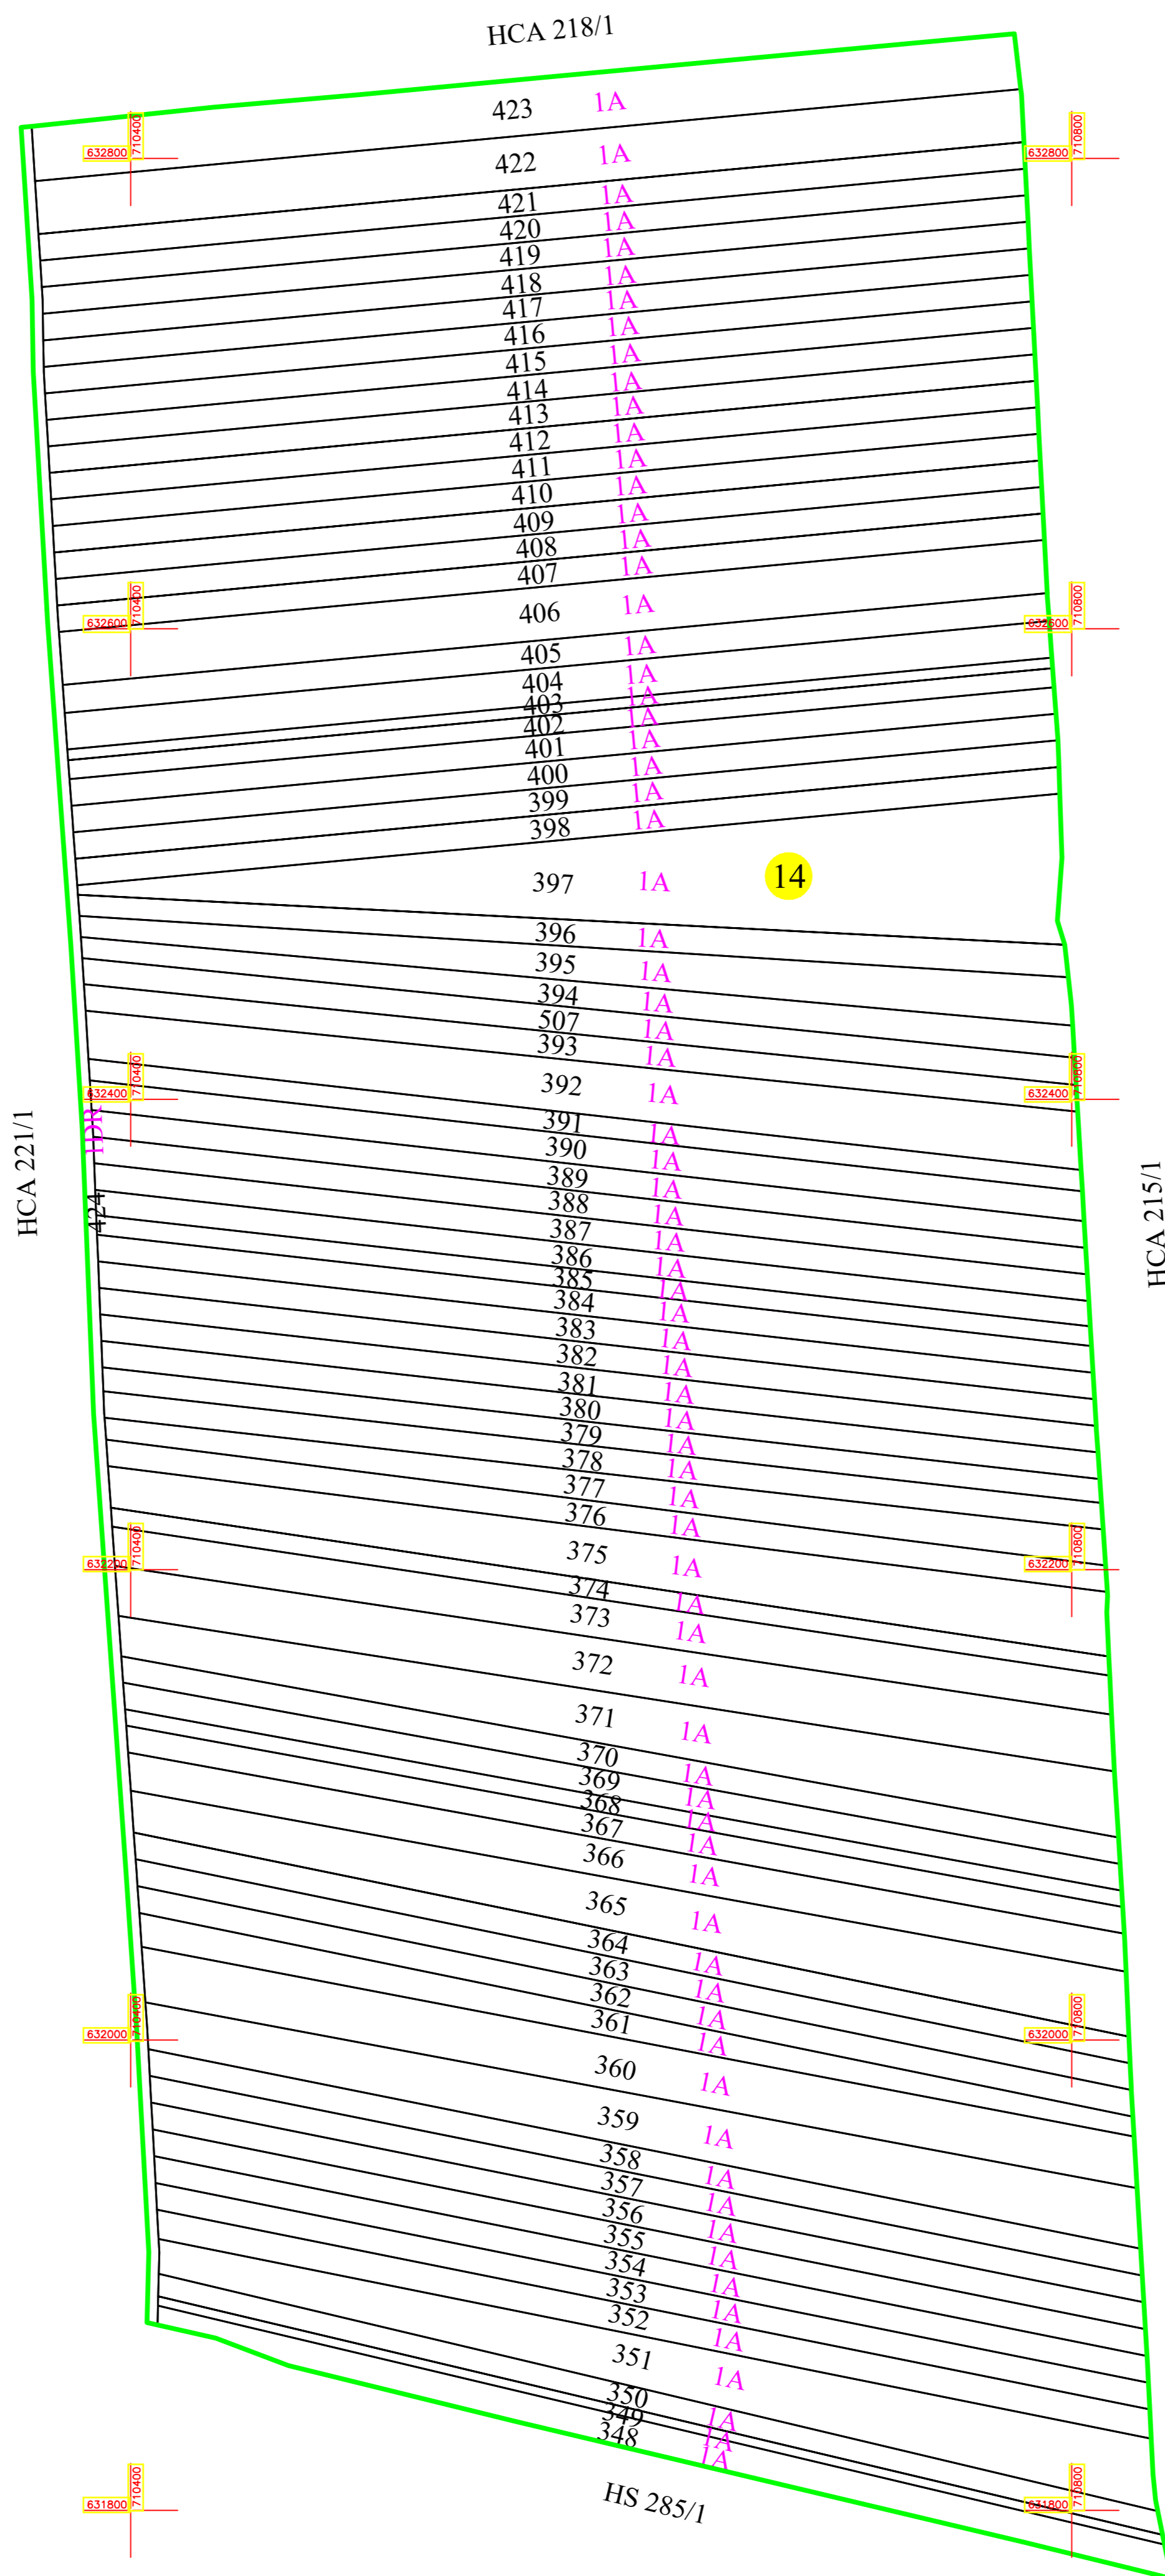 HCA 218/1
423 1A
632800 710400
632800 710800
422 1A
421 1A
420 1A
419 1A
418 1A
417 1A
416 1A
415 1A
414 1A
413 1A
412 1A
411 1A
410 1A
409 1A
408 1A
407 1A
406 1A
632600 710400
632600 710800
405 1A
404 1A
403 1A
402 1A
401 1A
400 1A
399 1A
398 1A
397 1A 14
396 1A
395 1A
394 1A
507 1A
393 1A
392 1A
632400 710400
632400 710800
391 1A
390 1A
389 1A
388 1A
387 1A
386 1A
385 1A
384 1A
383 1A
382 1A
381 1A
380 1A
379 1A
378 1A
377 1A
376 1A
375 1A
HCA 221/1
1DR
424
HCA 215/1
632200 710400
632200 710800
374 1A
373 1A
372 1A
371 1A
370 1A
369 1A
368 1A
367 1A
366 1A
365 1A
364 1A
363 1A
362 1A
361 1A
632000 710400
632000 710800
360 1A
359 1A
358 1A
357 1A
356 1A
355 1A
354 1A
353 1A
352 1A
351 1A
350 1A
349 1A
348 1A
631800 710400
631800 710800
HS 285/1